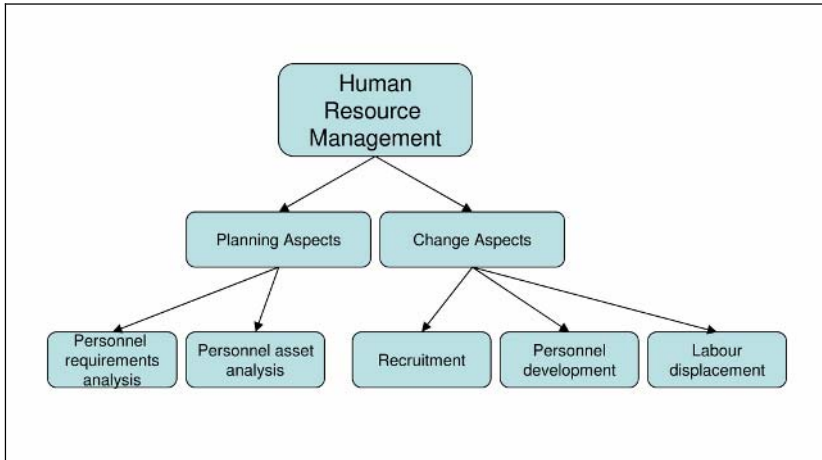 Human
Resource
Management
Planning Aspects
Change Aspects
Personnel
requirements
analysis
Personnel asset
analysis
Recruitment
Personnel
development
Labour
displacement